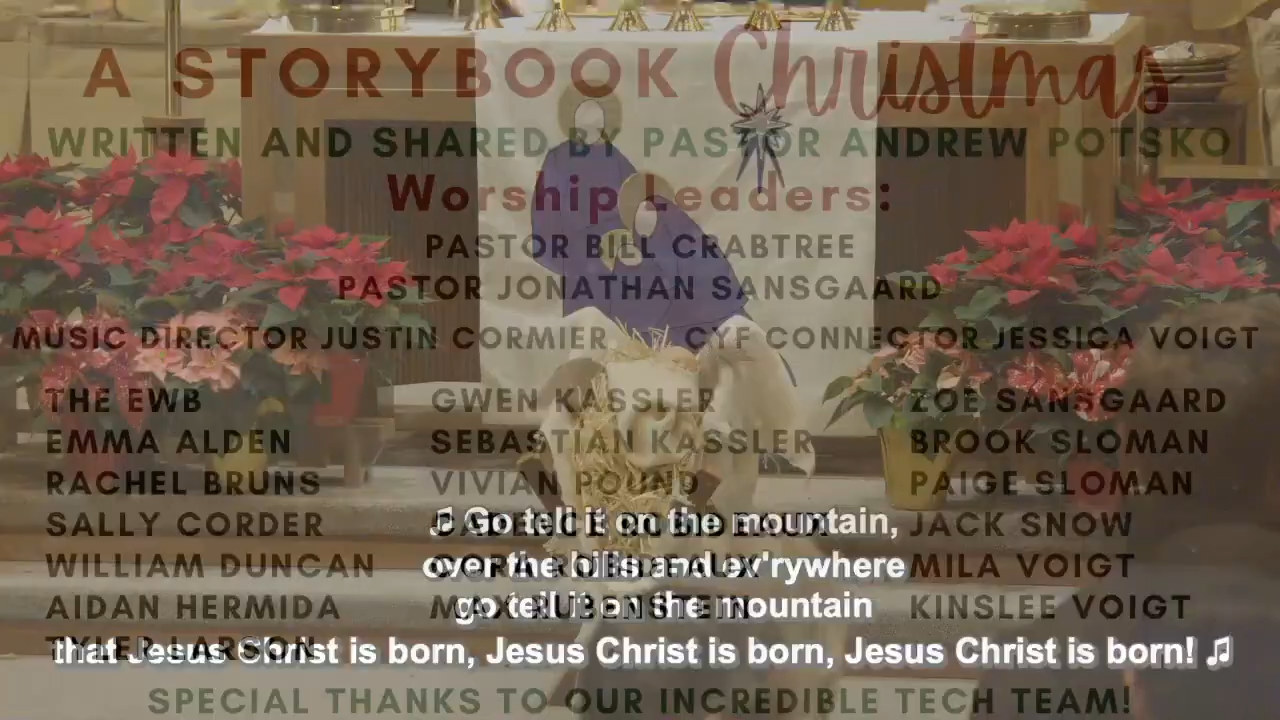 A STORYBOOK Christmas
WRITTEN AND SHARED BY PASTOR ANDREW POTSKO
Worship Leaders:
PASTOR BILL CRABTREE
PASTOR JONATHAN SANSGAARD
MUSIC DIRECTOR JUSTIN CORMIER CYF CONNECTOR JESSICA VOIGT
THE EWB GWEN KASSLER ZOE SANSGAARD
EMMA ALDEN SEBASTIAN KASSLER BROOK SLOMAN
RACHEL BRUNS VIVIAN POUND PAIGE SLOMAN
SALLY CORDER JACK SNOW
WILLIAM DUNCAN MILA VOIGT
AIDAN HERMIDA MAX RUBENSTEIN KINSLEE VOIGT
TYLER LARSON
♫ Go tell it on the mountain,
over the hills and ev'rywhere
go tell it on the mountain
that Jesus Christ is born, Jesus Christ is born, Jesus Christ is born! ♫
SPECIAL THANKS TO OUR INCREDIBLE TECH TEAM!